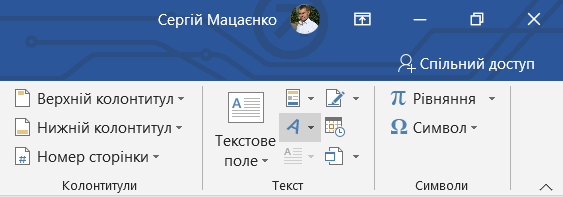 Сергій Мацаєнко
Спільний доступ
Верхній колонтитул
Нижній колонтитул
Номер сторінки
Колонтитули
Текстове
поле
Текст
π Рівняння
Ω Символ
Символи